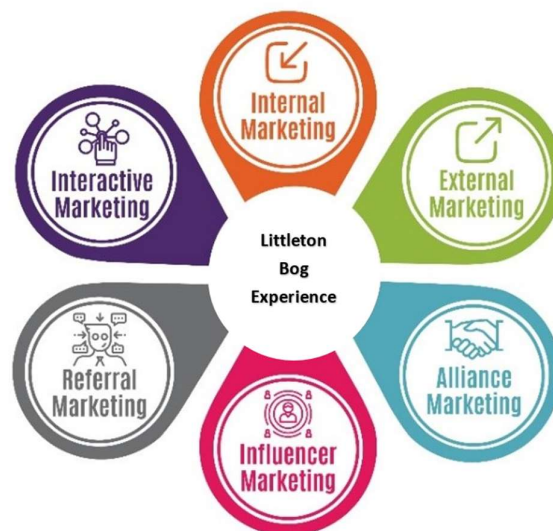 Internal
Marketing
External
Marketing
Alliance
Marketing
Influencer
Marketing
Referral
Marketing
Interactive
Marketing
Littleton
Bog
Experience